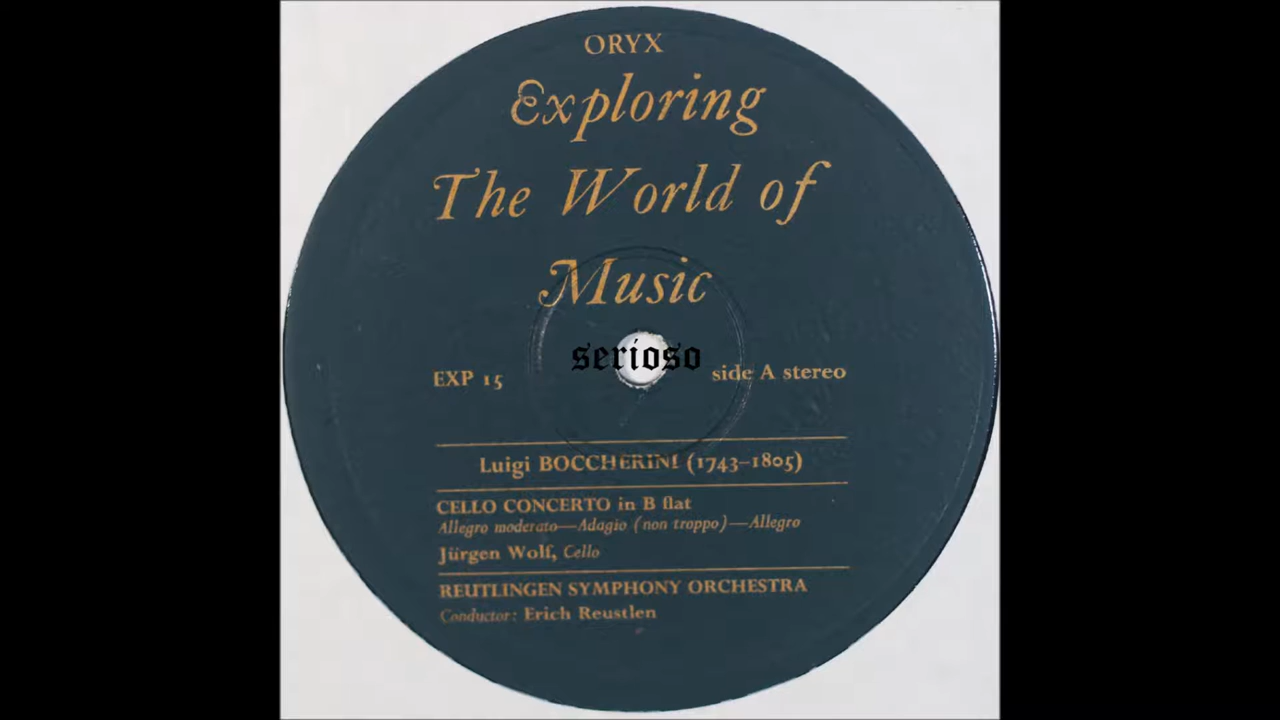 ORYX
Exploring
The World of
Music
serioso
EXP 15
side A stereo
Luigi BOCCHERINI (1743–1805)
CELLO CONCERTO in B flat
Allegro moderato—Adagio (non troppo)—Allegro
Jürgen Wolf, Cello
REUTLINGEN SYMPHONY ORCHESTRA
Conductor: Erich Reustlen